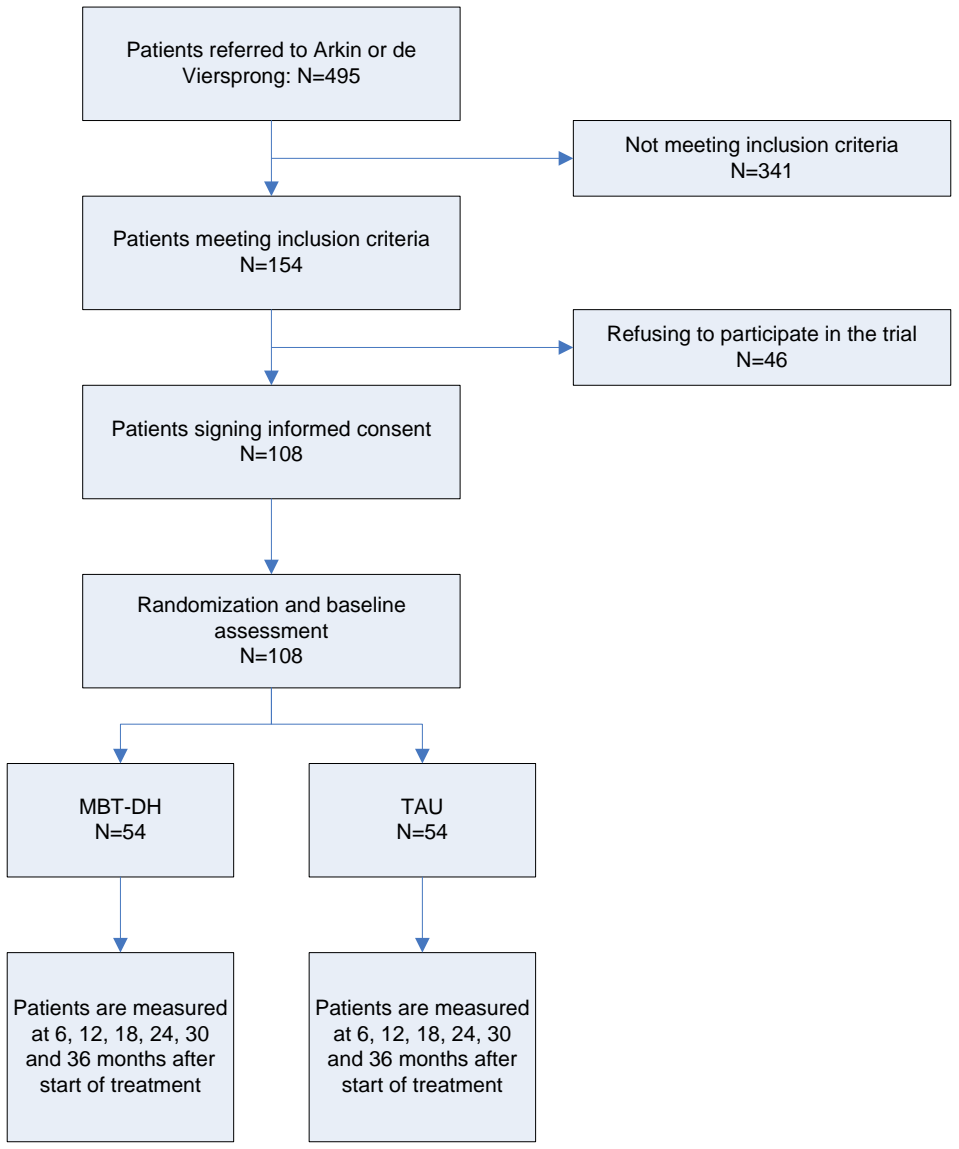 Patients referred to Arkin or de
Viersprong: N=495
Not meeting inclusion criteria
N=341
Patients meeting inclusion criteria
N=154
Refusing to participate in the trial
N=46
Patients signing informed consent
N=108
Randomization and baseline
assessment
N=108
MBT-DH
N=54
TAU
N=54
Patients are measured
at 6, 12, 18, 24, 30
and 36 months after
start of treatment
Patients are measured
at 6, 12, 18, 24, 30
and 36 months after
start of treatment